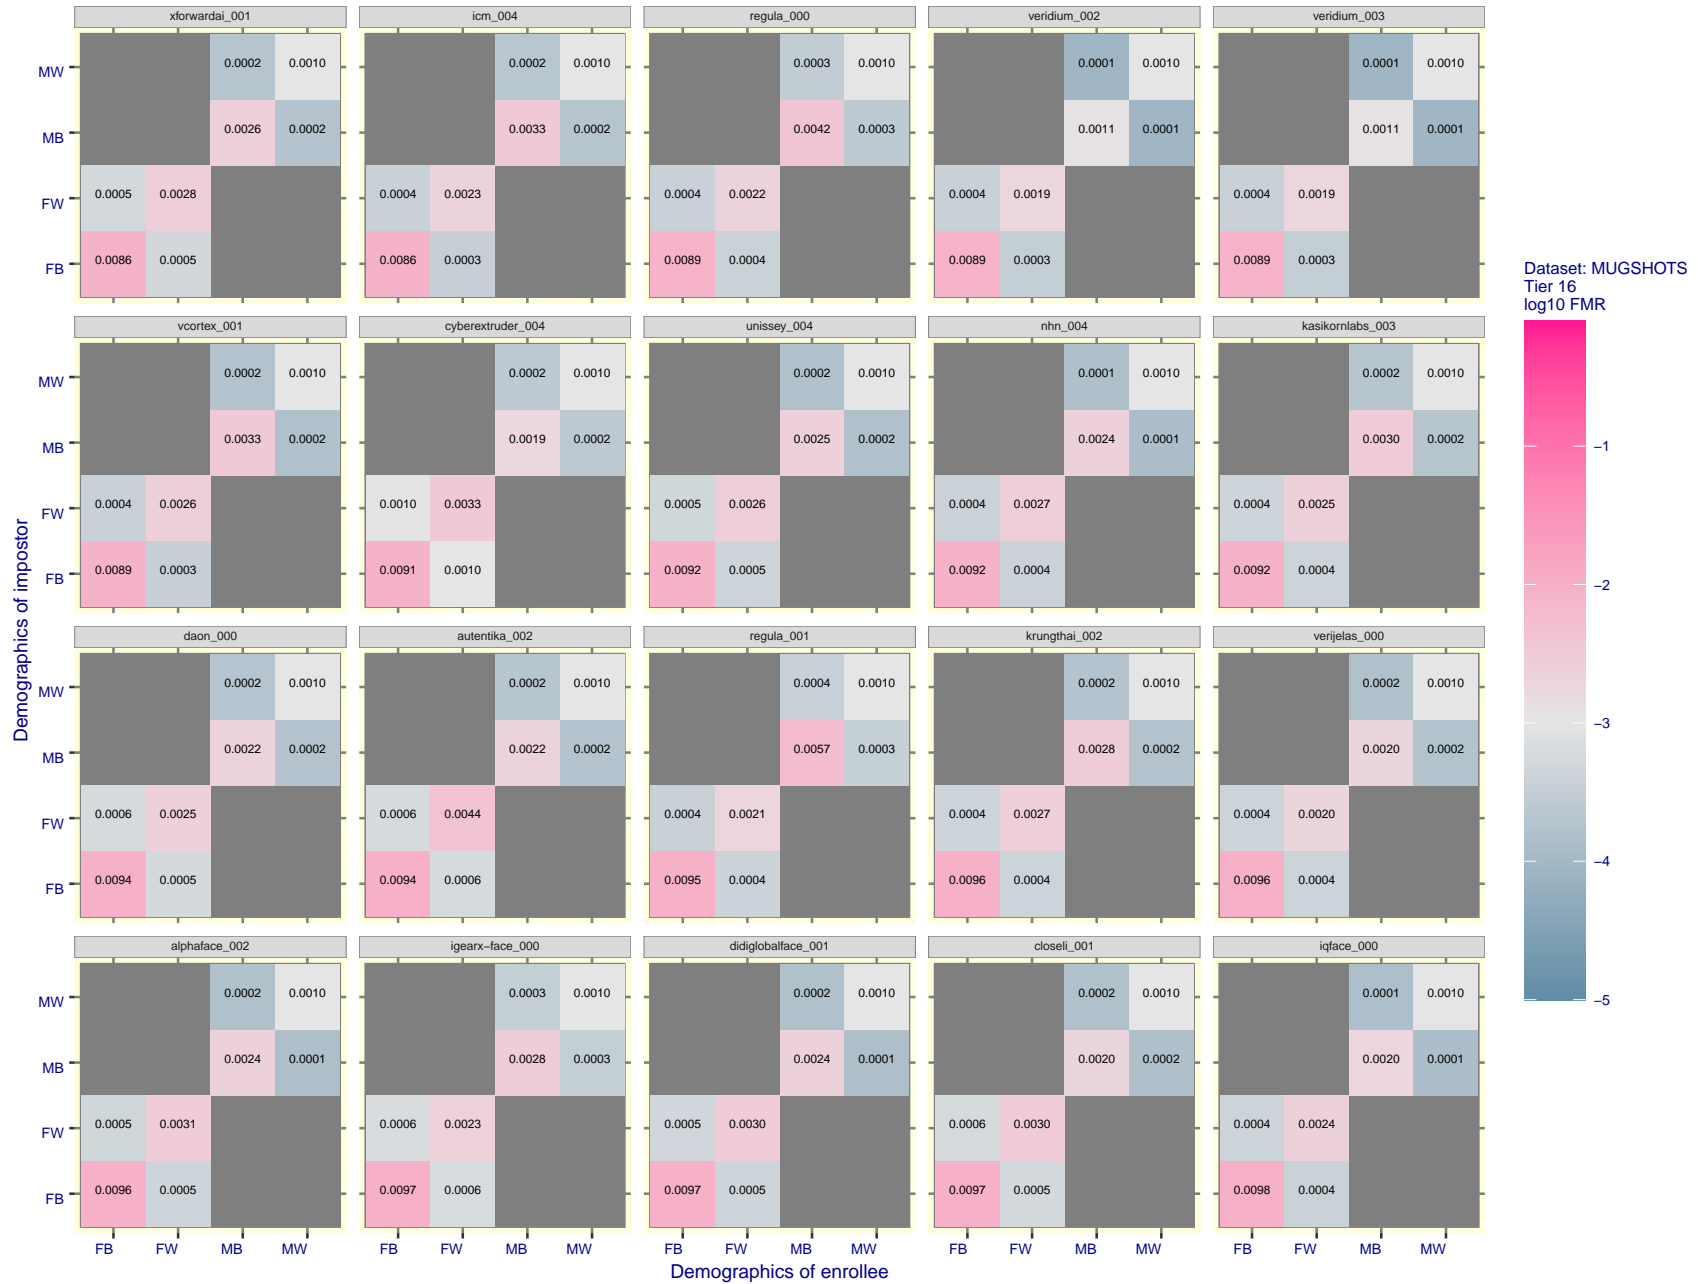 xforwardai_001 icm_004 regula_000 veridium_002 veridium_003
MW 0.0002 0.0010 0.0002 0.0010 0.0003 0.0010 0.0001 0.0010 0.0001 0.0010
MB 0.0026 0.0002 0.0033 0.0002 0.0042 0.0003 0.0011 0.0001 0.0011 0.0001
FW 0.0005 0.0028 0.0004 0.0023 0.0004 0.0022 0.0004 0.0019 0.0004 0.0019
FB 0.0086 0.0005 0.0086 0.0003 0.0089 0.0004 0.0089 0.0003 0.0089 0.0003
vcortex_001 cyberextruder_004 unissey_004 nhn_004 kasikornlabs_003
MW 0.0002 0.0010 0.0002 0.0010 0.0002 0.0010 0.0001 0.0010 0.0002 0.0010
MB 0.0033 0.0002 0.0019 0.0002 0.0025 0.0002 0.0024 0.0001 0.0030 0.0002
FW 0.0004 0.0026 0.0010 0.0033 0.0005 0.0026 0.0004 0.0027 0.0004 0.0025
FB 0.0089 0.0003 0.0091 0.0010 0.0092 0.0005 0.0092 0.0004 0.0092 0.0004
daon_000 autentika_002 regula_001 krungthai_002 verijelas_000
MW 0.0002 0.0010 0.0002 0.0010 0.0004 0.0010 0.0002 0.0010 0.0002 0.0010
MB 0.0022 0.0002 0.0022 0.0002 0.0057 0.0003 0.0028 0.0002 0.0020 0.0002
FW 0.0006 0.0025 0.0006 0.0044 0.0004 0.0021 0.0004 0.0027 0.0004 0.0020
FB 0.0094 0.0005 0.0094 0.0006 0.0095 0.0004 0.0096 0.0004 0.0096 0.0004
alphaface_002 igearx−face_000 didiglobalface_001 closeli_001 iqface_000
MW 0.0002 0.0010 0.0003 0.0010 0.0002 0.0010 0.0002 0.0010 0.0001 0.0010
MB 0.0024 0.0001 0.0028 0.0003 0.0024 0.0001 0.0020 0.0002 0.0020 0.0001
FW 0.0005 0.0031 0.0006 0.0023 0.0005 0.0030 0.0006 0.0030 0.0004 0.0024
FB 0.0096 0.0005 0.0097 0.0006 0.0097 0.0005 0.0097 0.0005 0.0098 0.0004
FB FW MB MW FB FW MB MW FB FW MB MW FB FW MB MW FB FW MB MW
Demographics of enrollee
Demographics of impostor
Dataset: MUGSHOTS
Tier 16
log10 FMR
−1
−2
−3
−4
−5